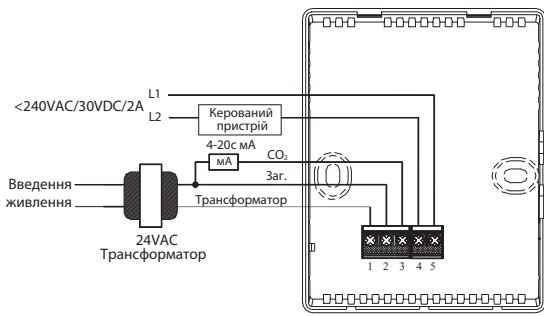 L1
<240VAC/30VDC/2A
L2
Керований
пристрій
4-20с мА
мА
CO₂
Заг.
Введення
живлення
Трансформатор
24VAC
Трансформатор
1 2 3 4 5